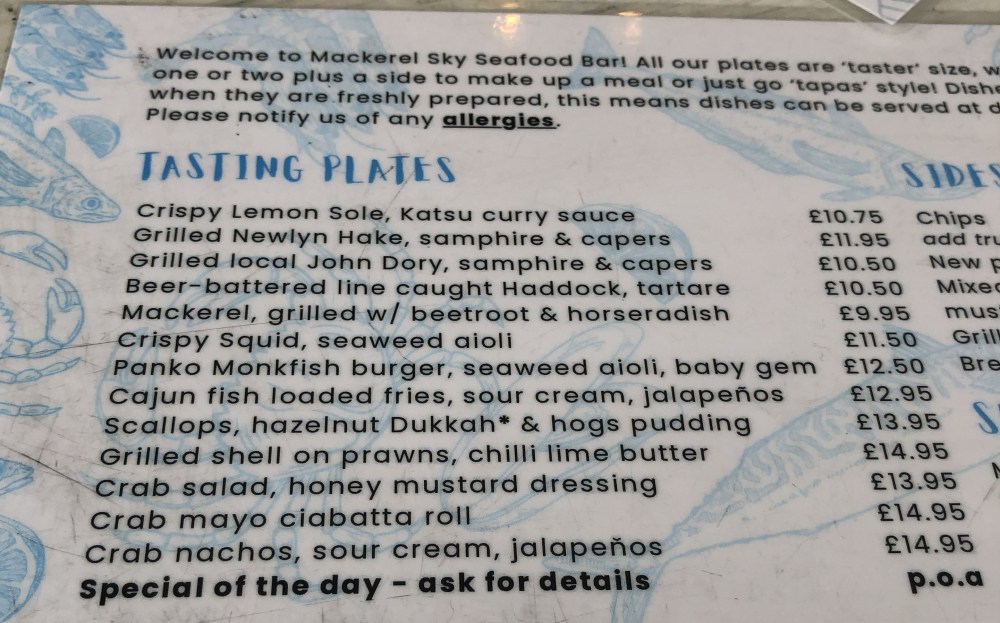 Welcome to Mackerel Sky Seafood Bar! All our plates are 'taster' size, w
one or two plus a side to make up a meal or just go 'tapas' style! Dishe
when they are freshly prepared, this means dishes can be served at d
Please notify us of any allergies.
TASTING PLATES
Crispy Lemon Sole, Katsu curry sauce £10.75
Grilled Newlyn Hake, samphire & capers £11.95
Grilled local John Dory, samphire & capers £10.50
Beer-battered line caught Haddock, tartare £10.50
Mackerel, grilled w/ beetroot & horseradish £9.95
Crispy Squid, seaweed aioli £11.50
Panko Monkfish burger, seaweed aioli, baby gem £12.50
Cajun fish loaded fries, sour cream, jalapeños £12.95
Scallops, hazelnut Dukkah* & hogs pudding £13.95
Grilled shell on prawns, chilli lime butter £14.95
Crab salad, honey mustard dressing £13.95
Crab mayo ciabatta roll £14.95
Crab nachos, sour cream, jalapeños £14.95
Special of the day - ask for details p.o.a
SIDES
Chips
add tru
New p
Mixed
mus
Grill
Bre
S